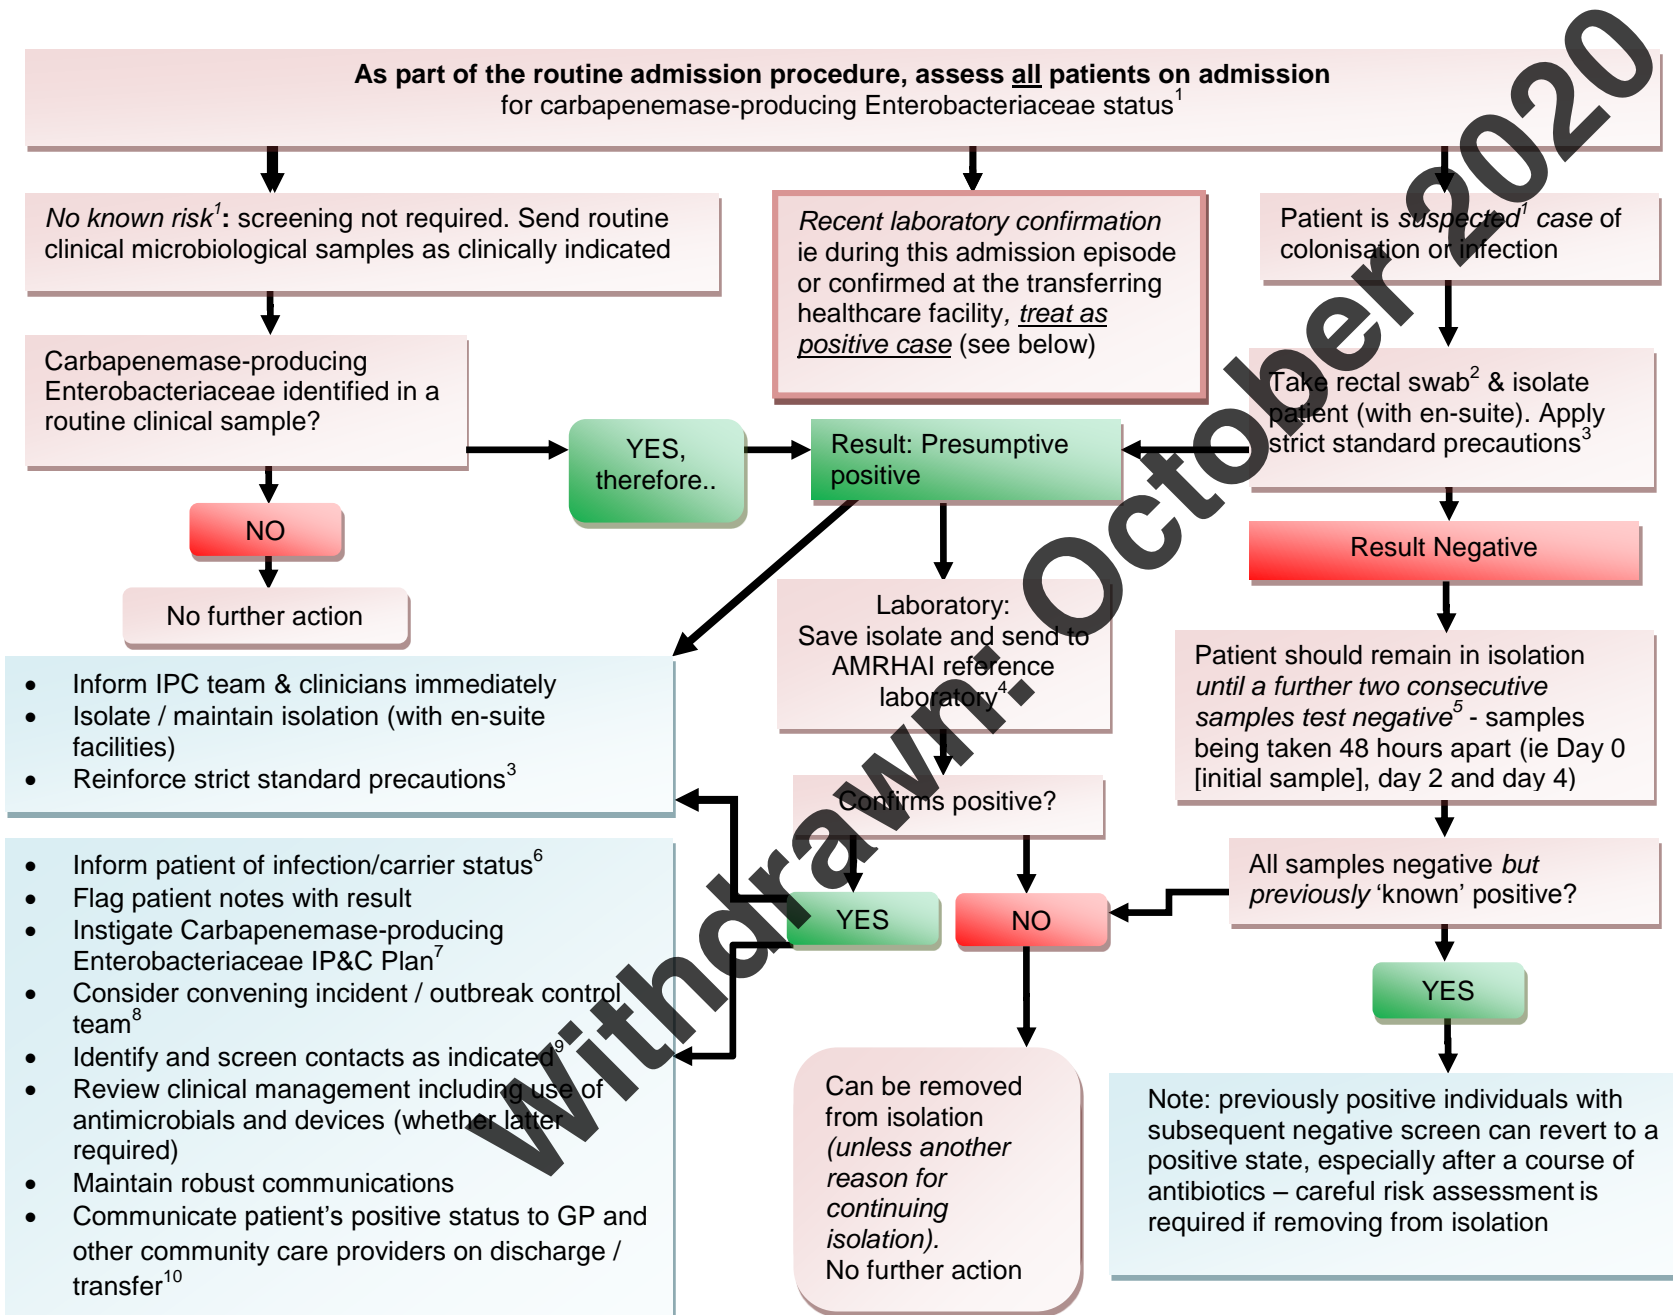 As part of the routine admission procedure, assess all patients on admission
for carbapenemase-producing Enterobacteriaceae status1
No known risk1: screening not required. Send routine
clinical microbiological samples as clinically indicated
Recent laboratory confirmation
ie during this admission episode
or confirmed at the transferring
healthcare facility, treat as
positive case (see below)
Patient is suspected1 case of
colonisation or infection
Carbapenemase-producing
Enterobacteriaceae identified in a
routine clinical sample?
YES,
therefore..
Result: Presumptive
positive
Take rectal swab2 & isolate
patient (with en-suite). Apply
strict standard precautions3
NO
No further action
Result Negative
Laboratory:
Save isolate and send to
AMRHAI reference
laboratory4
Patient should remain in isolation
until a further two consecutive
samples test negative5 - samples
being taken 48 hours apart (ie Day 0
[initial sample], day 2 and day 4)
• Inform IPC team & clinicians immediately
• Isolate / maintain isolation (with en-suite
facilities)
• Reinforce strict standard precautions3
Confirms positive?
YES
NO
All samples negative but
previously 'known' positive?
YES
• Inform patient of infection/carrier status6
• Flag patient notes with result
• Instigate Carbapenemase-producing
Enterobacteriaceae IP&C Plan7
• Consider convening incident / outbreak control
team8
• Identify and screen contacts as indicated9
• Review clinical management including use of
antimicrobials and devices (whether latter
required)
• Maintain robust communications
• Communicate patient's positive status to GP and
other community care providers on discharge /
transfer10
Can be removed
from isolation
(unless another
reason for
continuing
isolation).
No further action
Note: previously positive individuals with
subsequent negative screen can revert to a
positive state, especially after a course of
antibiotics – careful risk assessment is
required if removing from isolation
withdrawn: October 2020